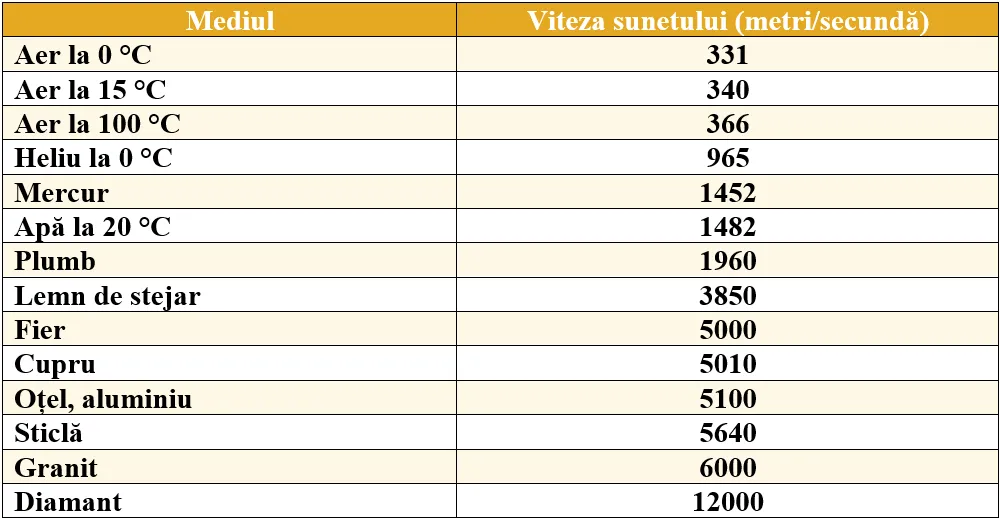 Mediul Viteza sunetului (metri/secundă)
Aer la 0 °C 331
Aer la 15 °C 340
Aer la 100 °C 366
Heliu la 0 °C 965
Mercur 1452
Apă la 20 °C 1482
Plumb 1960
Lemn de stejar 3850
Fier 5000
Cupru 5010
Oțel, aluminiu 5100
Sticlă 5640
Granit 6000
Diamant 12000